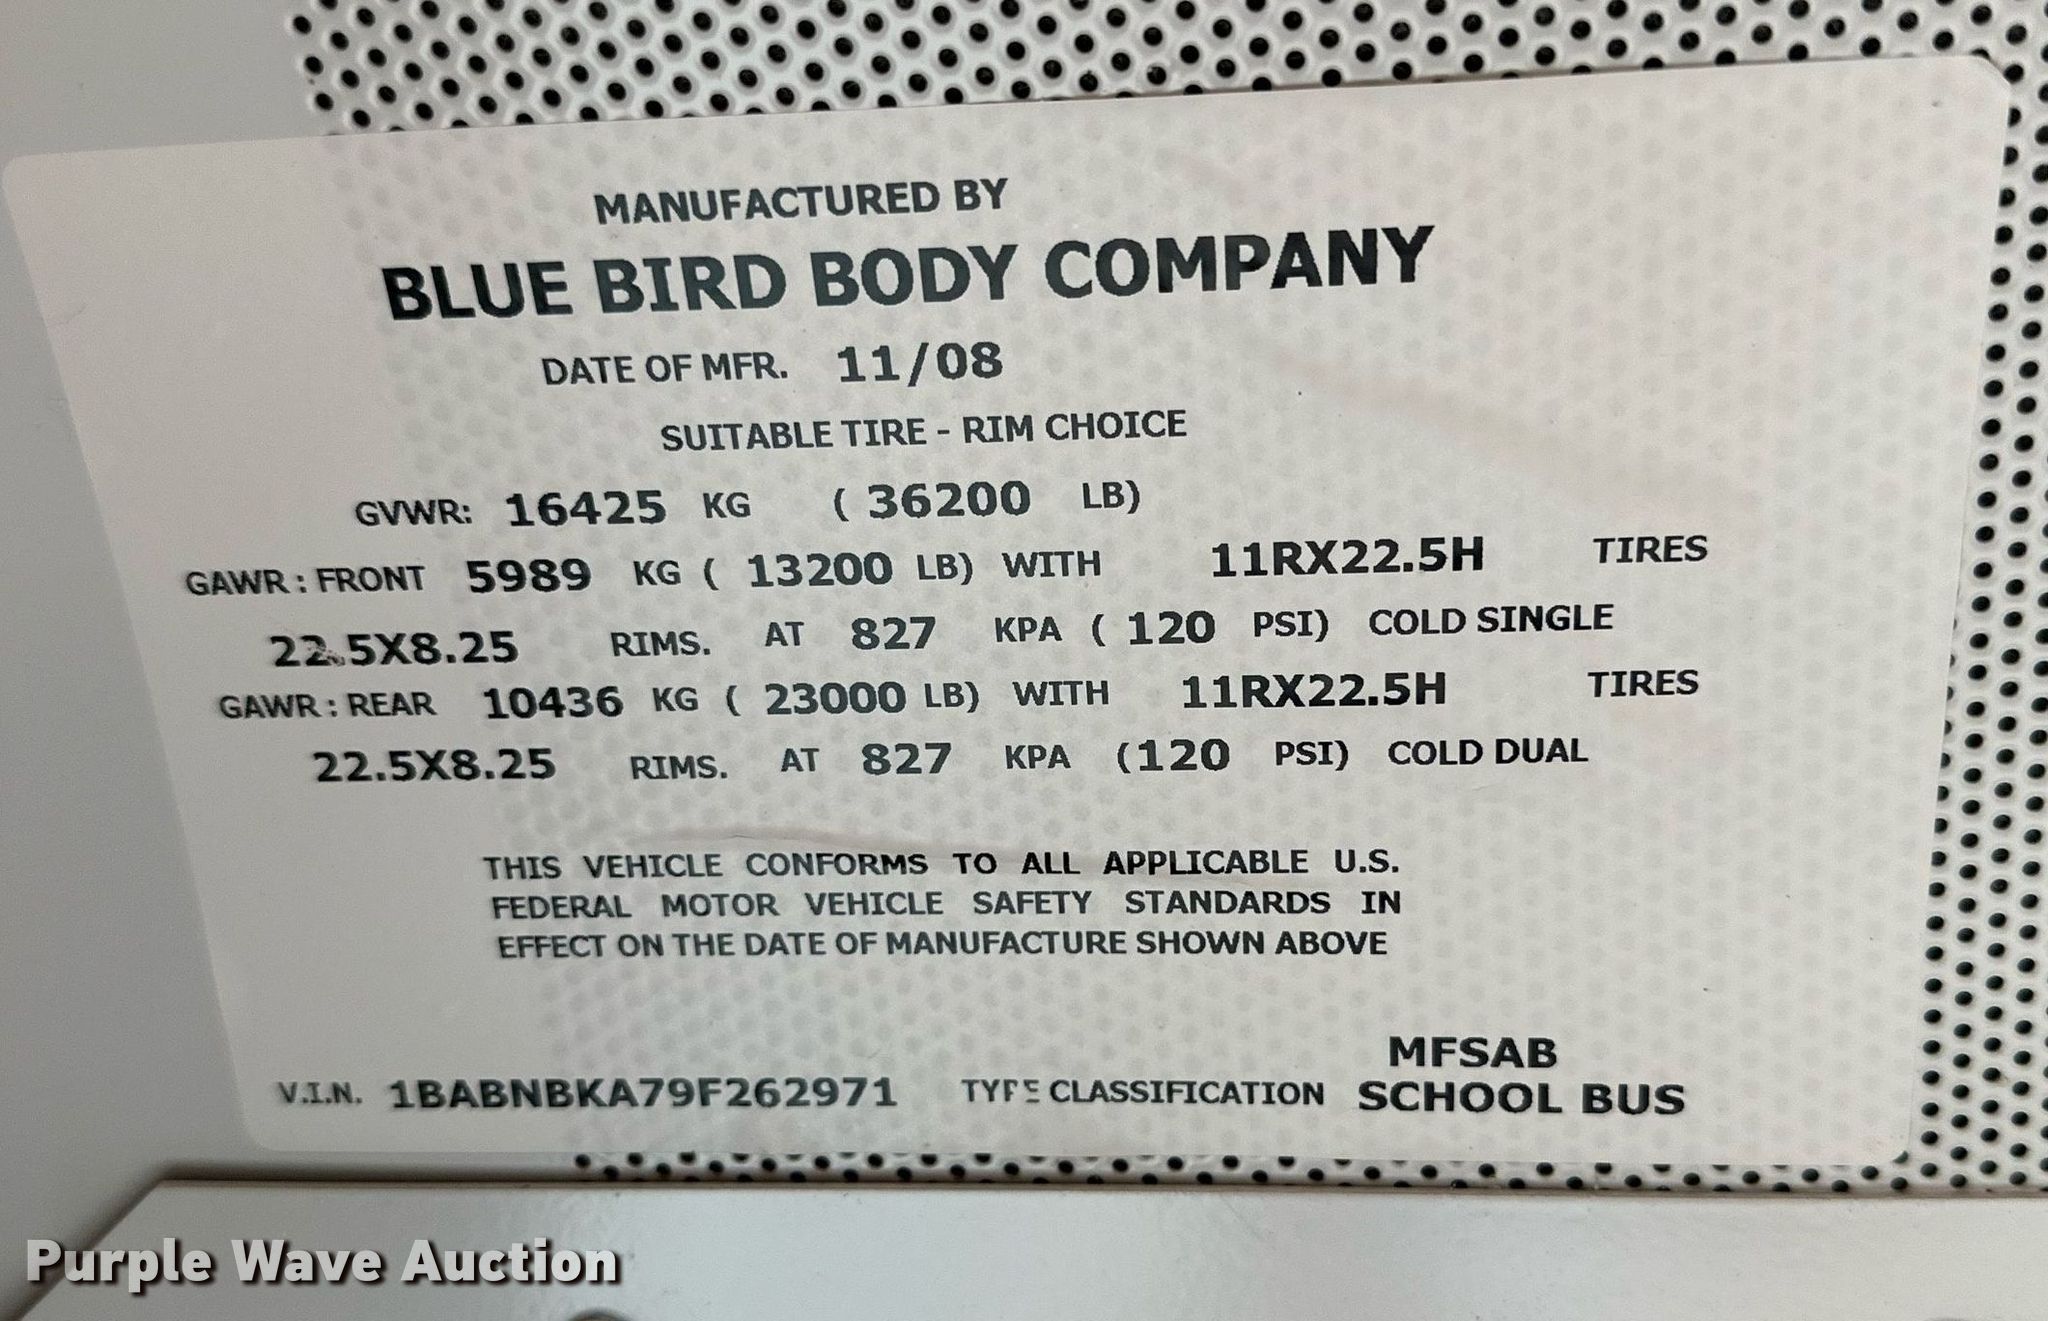 MANUFACTURED BY
BLUE BIRD BODY COMPANY
DATE OF MFR. 11/08
SUITABLE TIRE - RIM CHOICE
GVWR: 16425 KG ( 36200 LB)
GAWR : FRONT 5989 KG ( 13200 LB) WITH 11RX22.5H TIRES
22.5X8.25 RIMS. AT 827 KPA ( 120 PSI) COLD SINGLE
GAWR : REAR 10436 KG ( 23000 LB) WITH 11RX22.5H TIRES
22.5X8.25 RIMS. AT 827 KPA (120 PSI) COLD DUAL
THIS VEHICLE CONFORMS TO ALL APPLICABLE U.S.
FEDERAL MOTOR VEHICLE SAFETY STANDARDS IN
EFFECT ON THE DATE OF MANUFACTURE SHOWN ABOVE
MFSAB
V.I.N. 1BABNBKA79F262971 TYPE CLASSIFICATION SCHOOL BUS
Purple Wave Auction